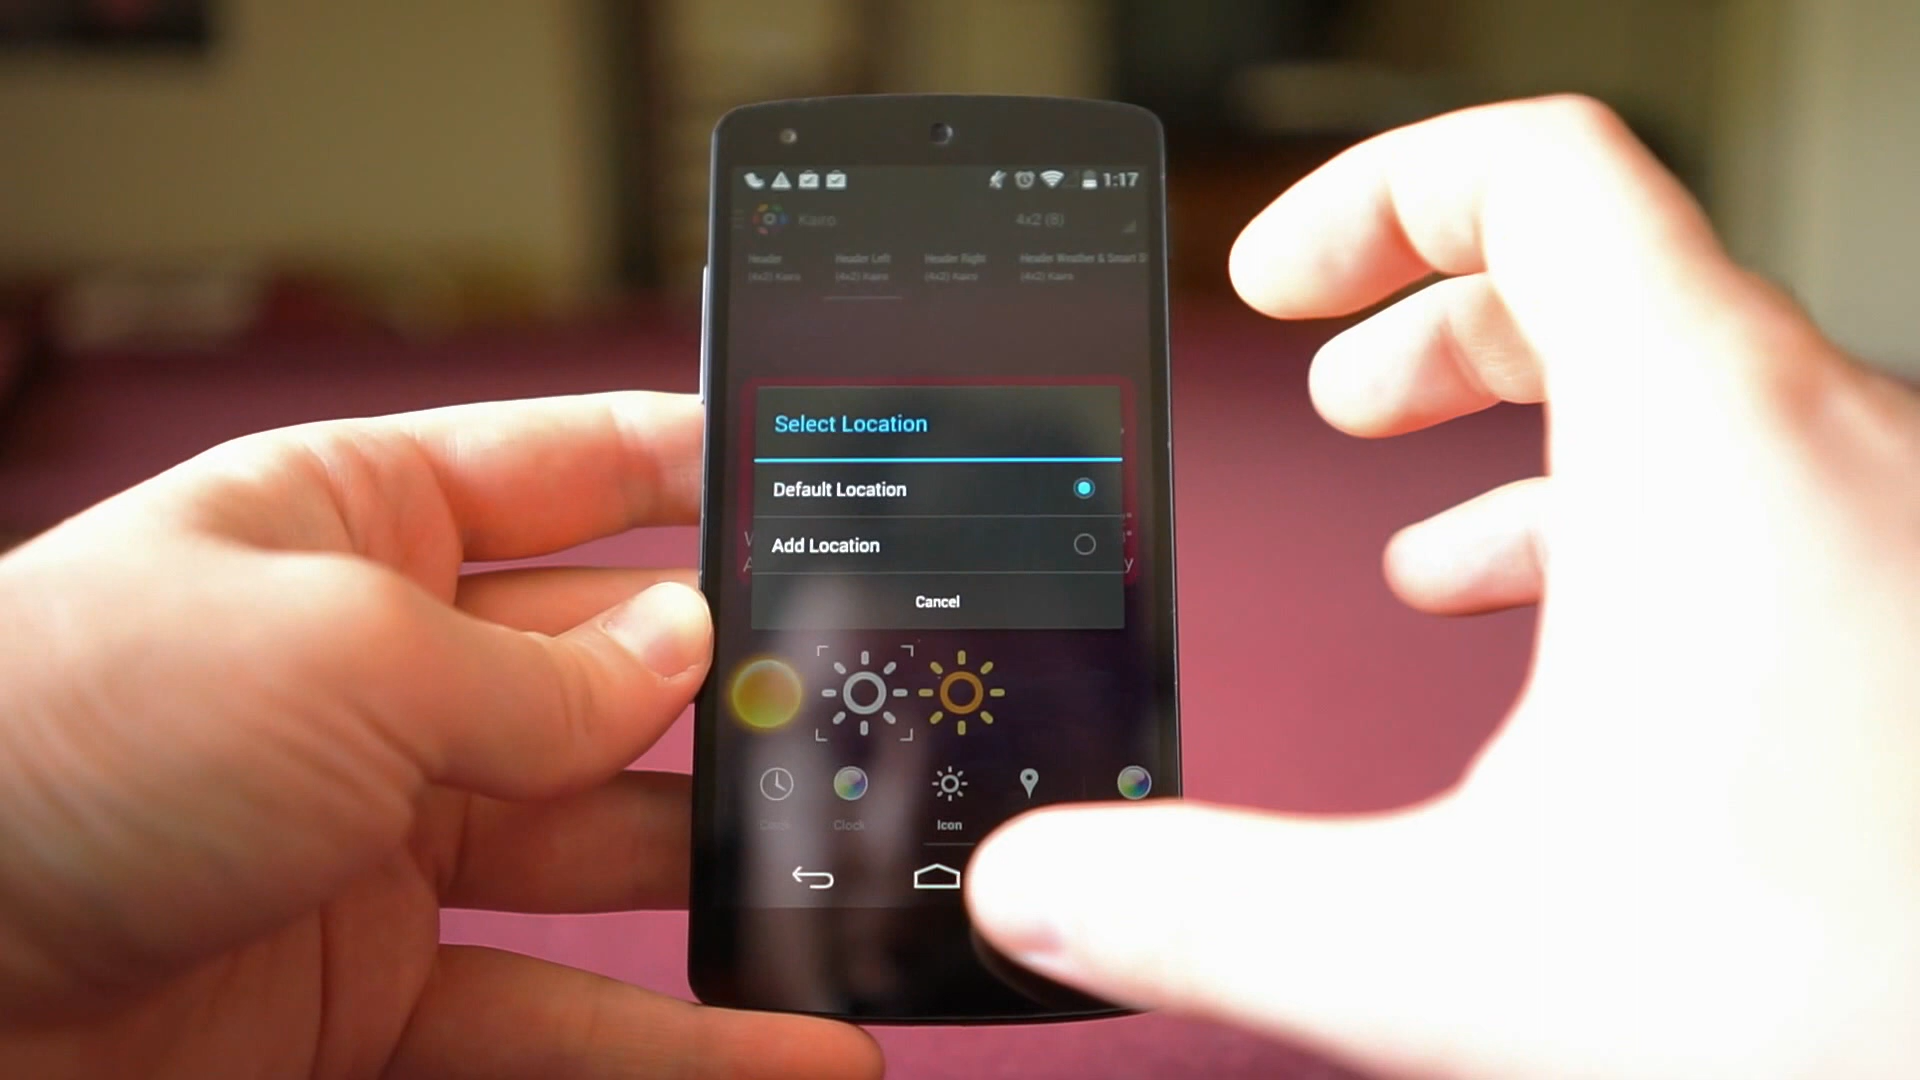 1:17
Kairo
4x2 (8)
Header Header Left Header Right Header Weather & Smart D
(4x2) Kairo (4x2) Kairo (4x2) Kairo (4x2) Kairo
Select Location
Default Location
Add Location
Cancel
Clock Clock Icon